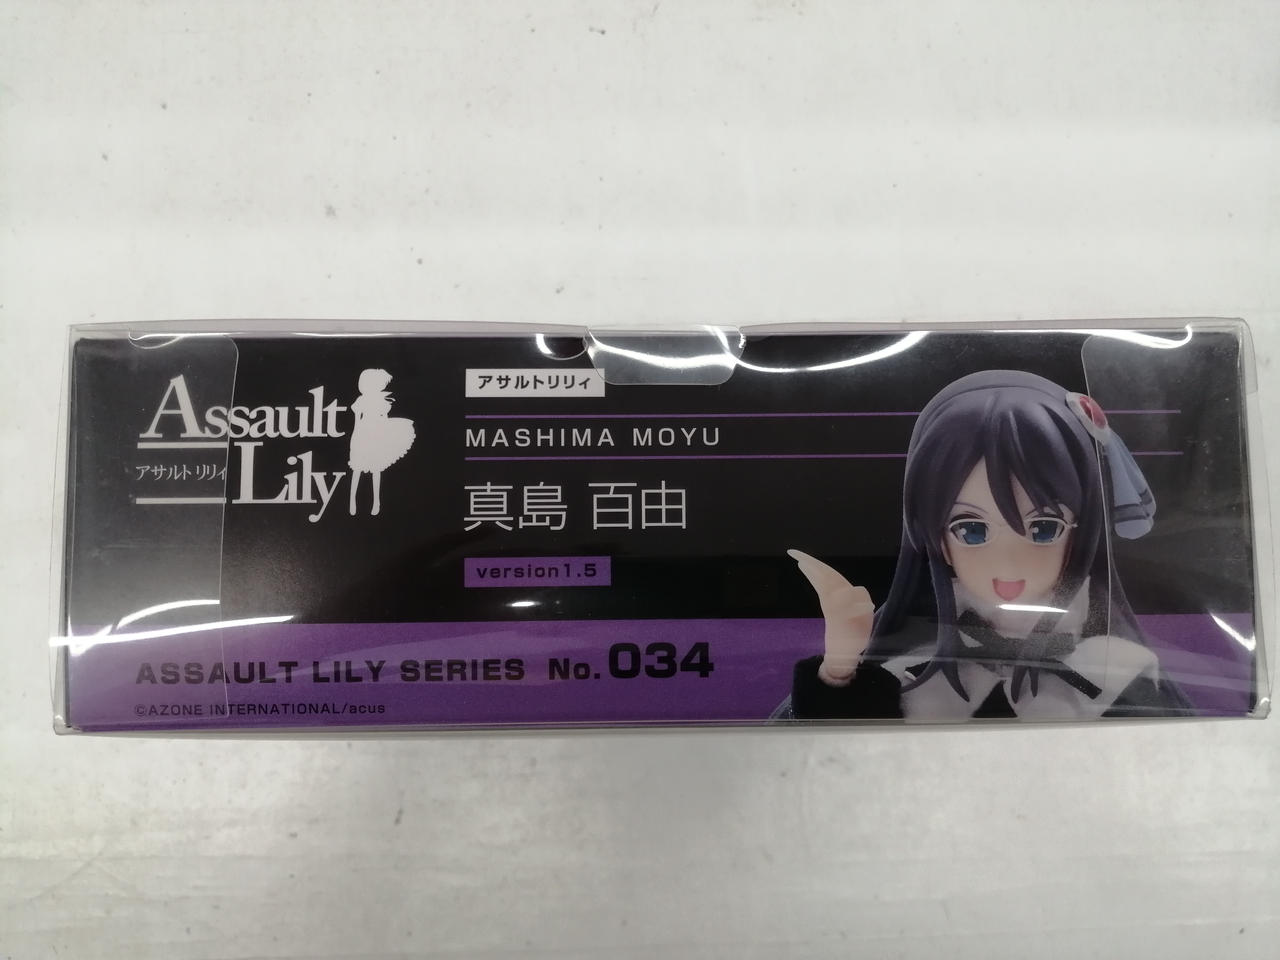 Assault
アサルトリリィ
Lily
アサルトリリィ
MASHIMA MOYU
真島 百由
version1.5
ASSAULT LILY SERIES No.034
©AZONE INTERNATIONAL/acus